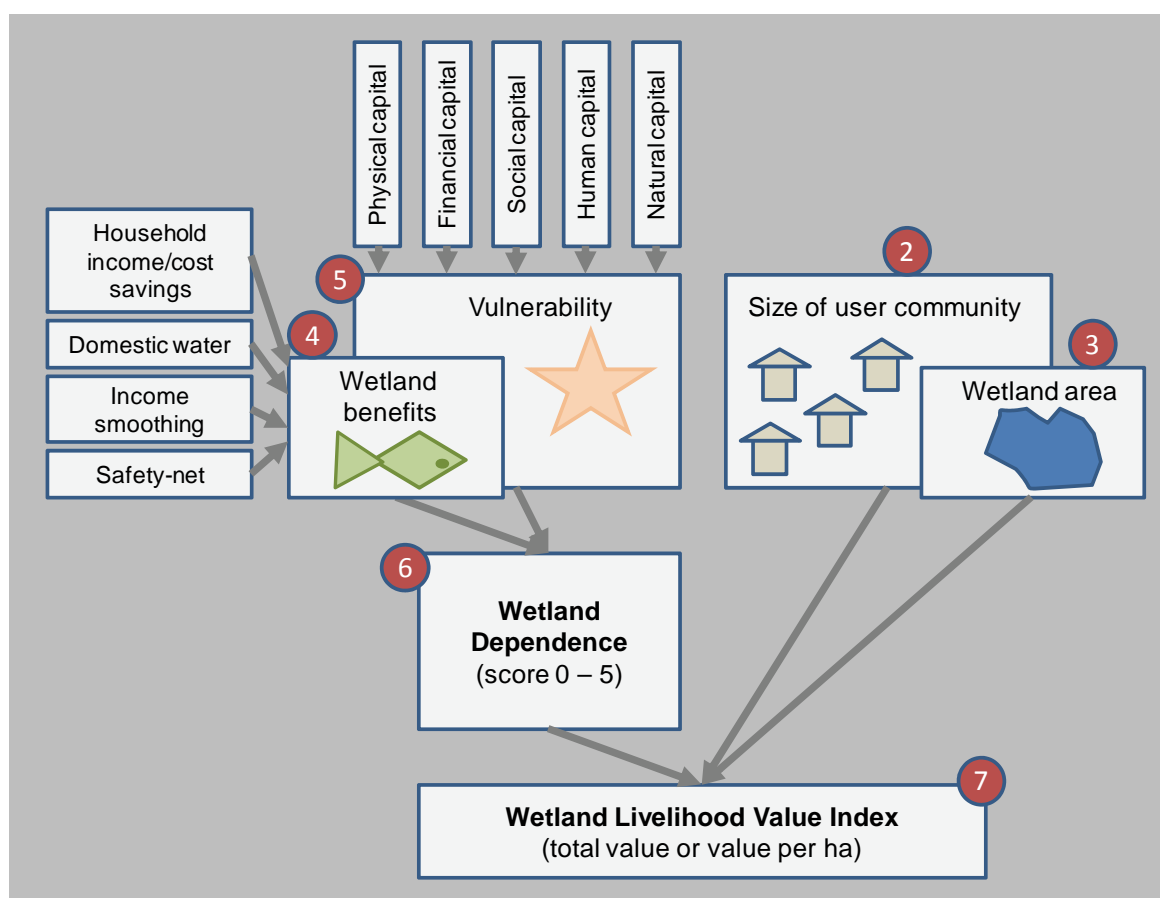 Physical capital
Financial capital
Social capital
Human capital
Natural capital
Household
income/cost
savings
Domestic water
Income
smoothing
Safety-net
5
Vulnerability
4
Wetland
benefits
2
Size of user community
3
Wetland area
6
Wetland
Dependence
(score 0 – 5)
7
Wetland Livelihood Value Index
(total value or value per ha)